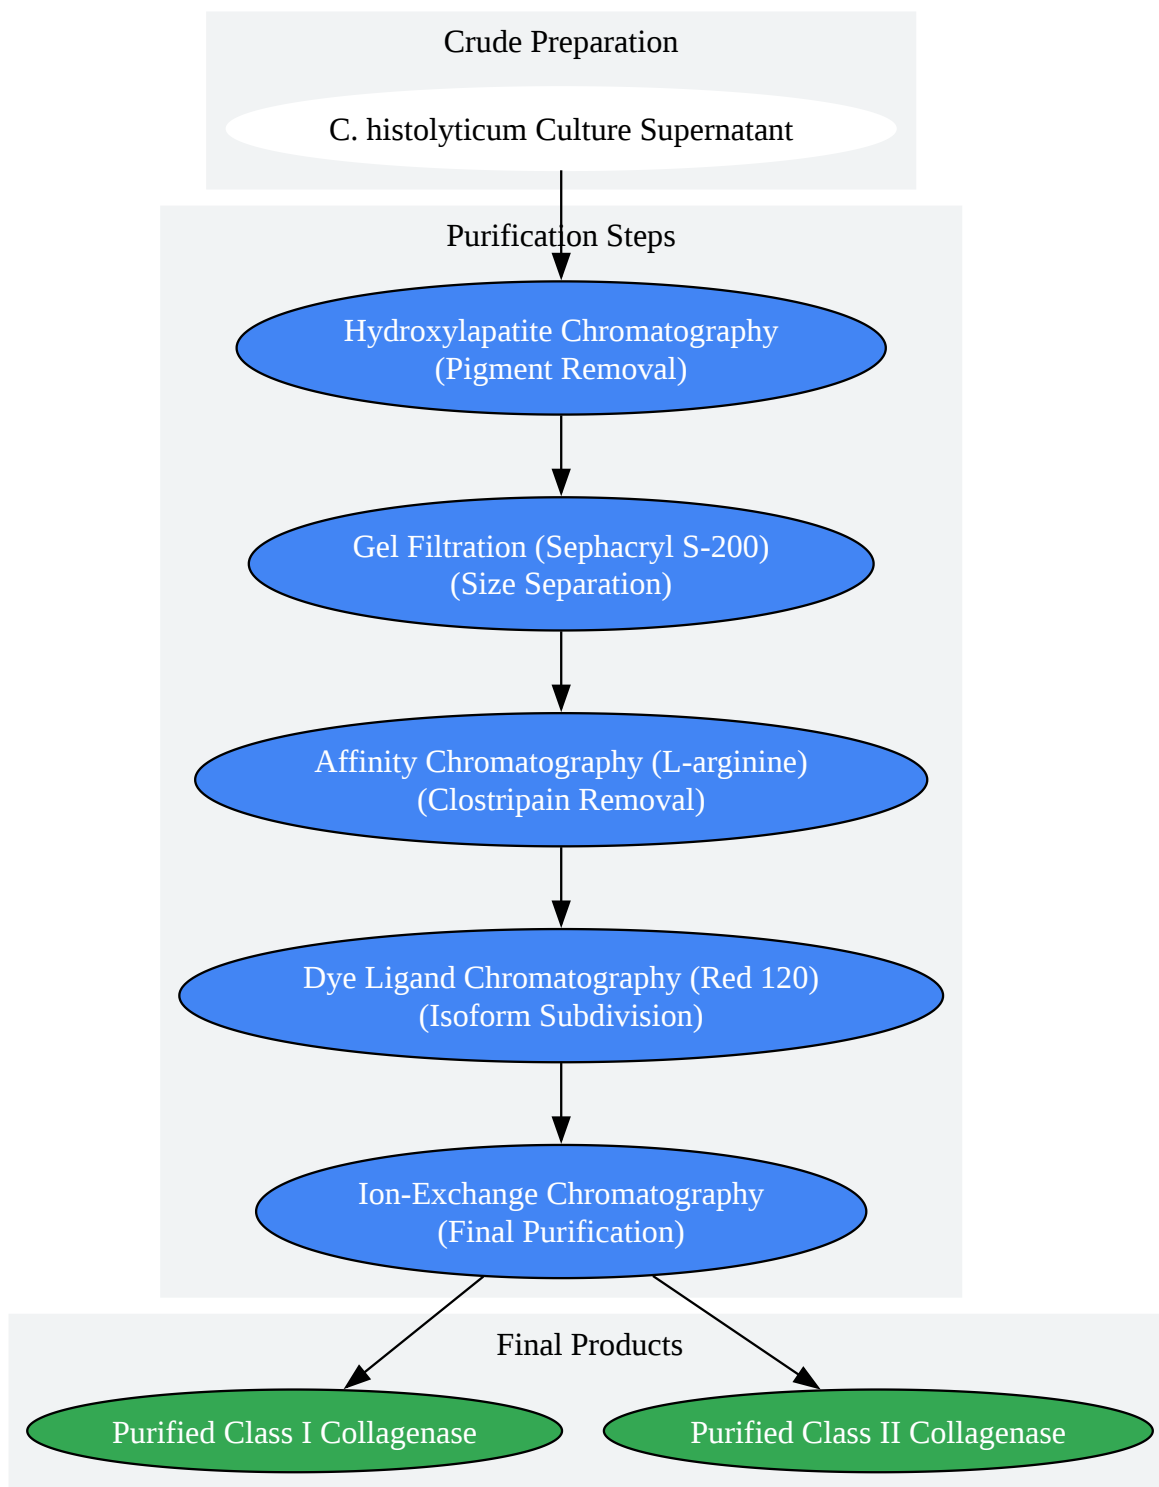 Crude Preparation
C. histolyticum Culture Supernatant
Purification Steps
Hydroxylapatite Chromatography
(Pigment Removal)
Gel Filtration (Sephacryl S-200)
(Size Separation)
Affinity Chromatography (L-arginine)
(Clostripain Removal)
Dye Ligand Chromatography (Red 120)
(Isoform Subdivision)
Ion-Exchange Chromatography
(Final Purification)
Final Products
Purified Class I Collagenase
Purified Class II Collagenase